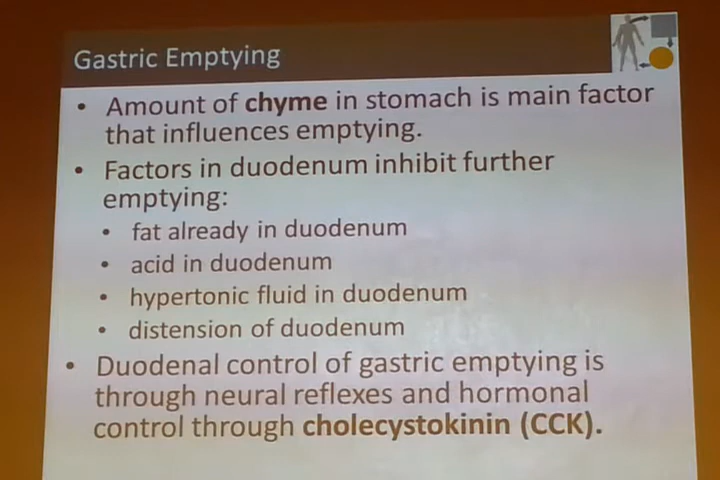 Gastric Emptying
• Amount of chyme in stomach is main factor
that influences emptying.
• Factors in duodenum inhibit further
emptying:
• fat already in duodenum
• acid in duodenum
• hypertonic fluid in duodenum
• distension of duodenum
• Duodenal control of gastric emptying is
through neural reflexes and hormonal
control through cholecystokinin (CCK).